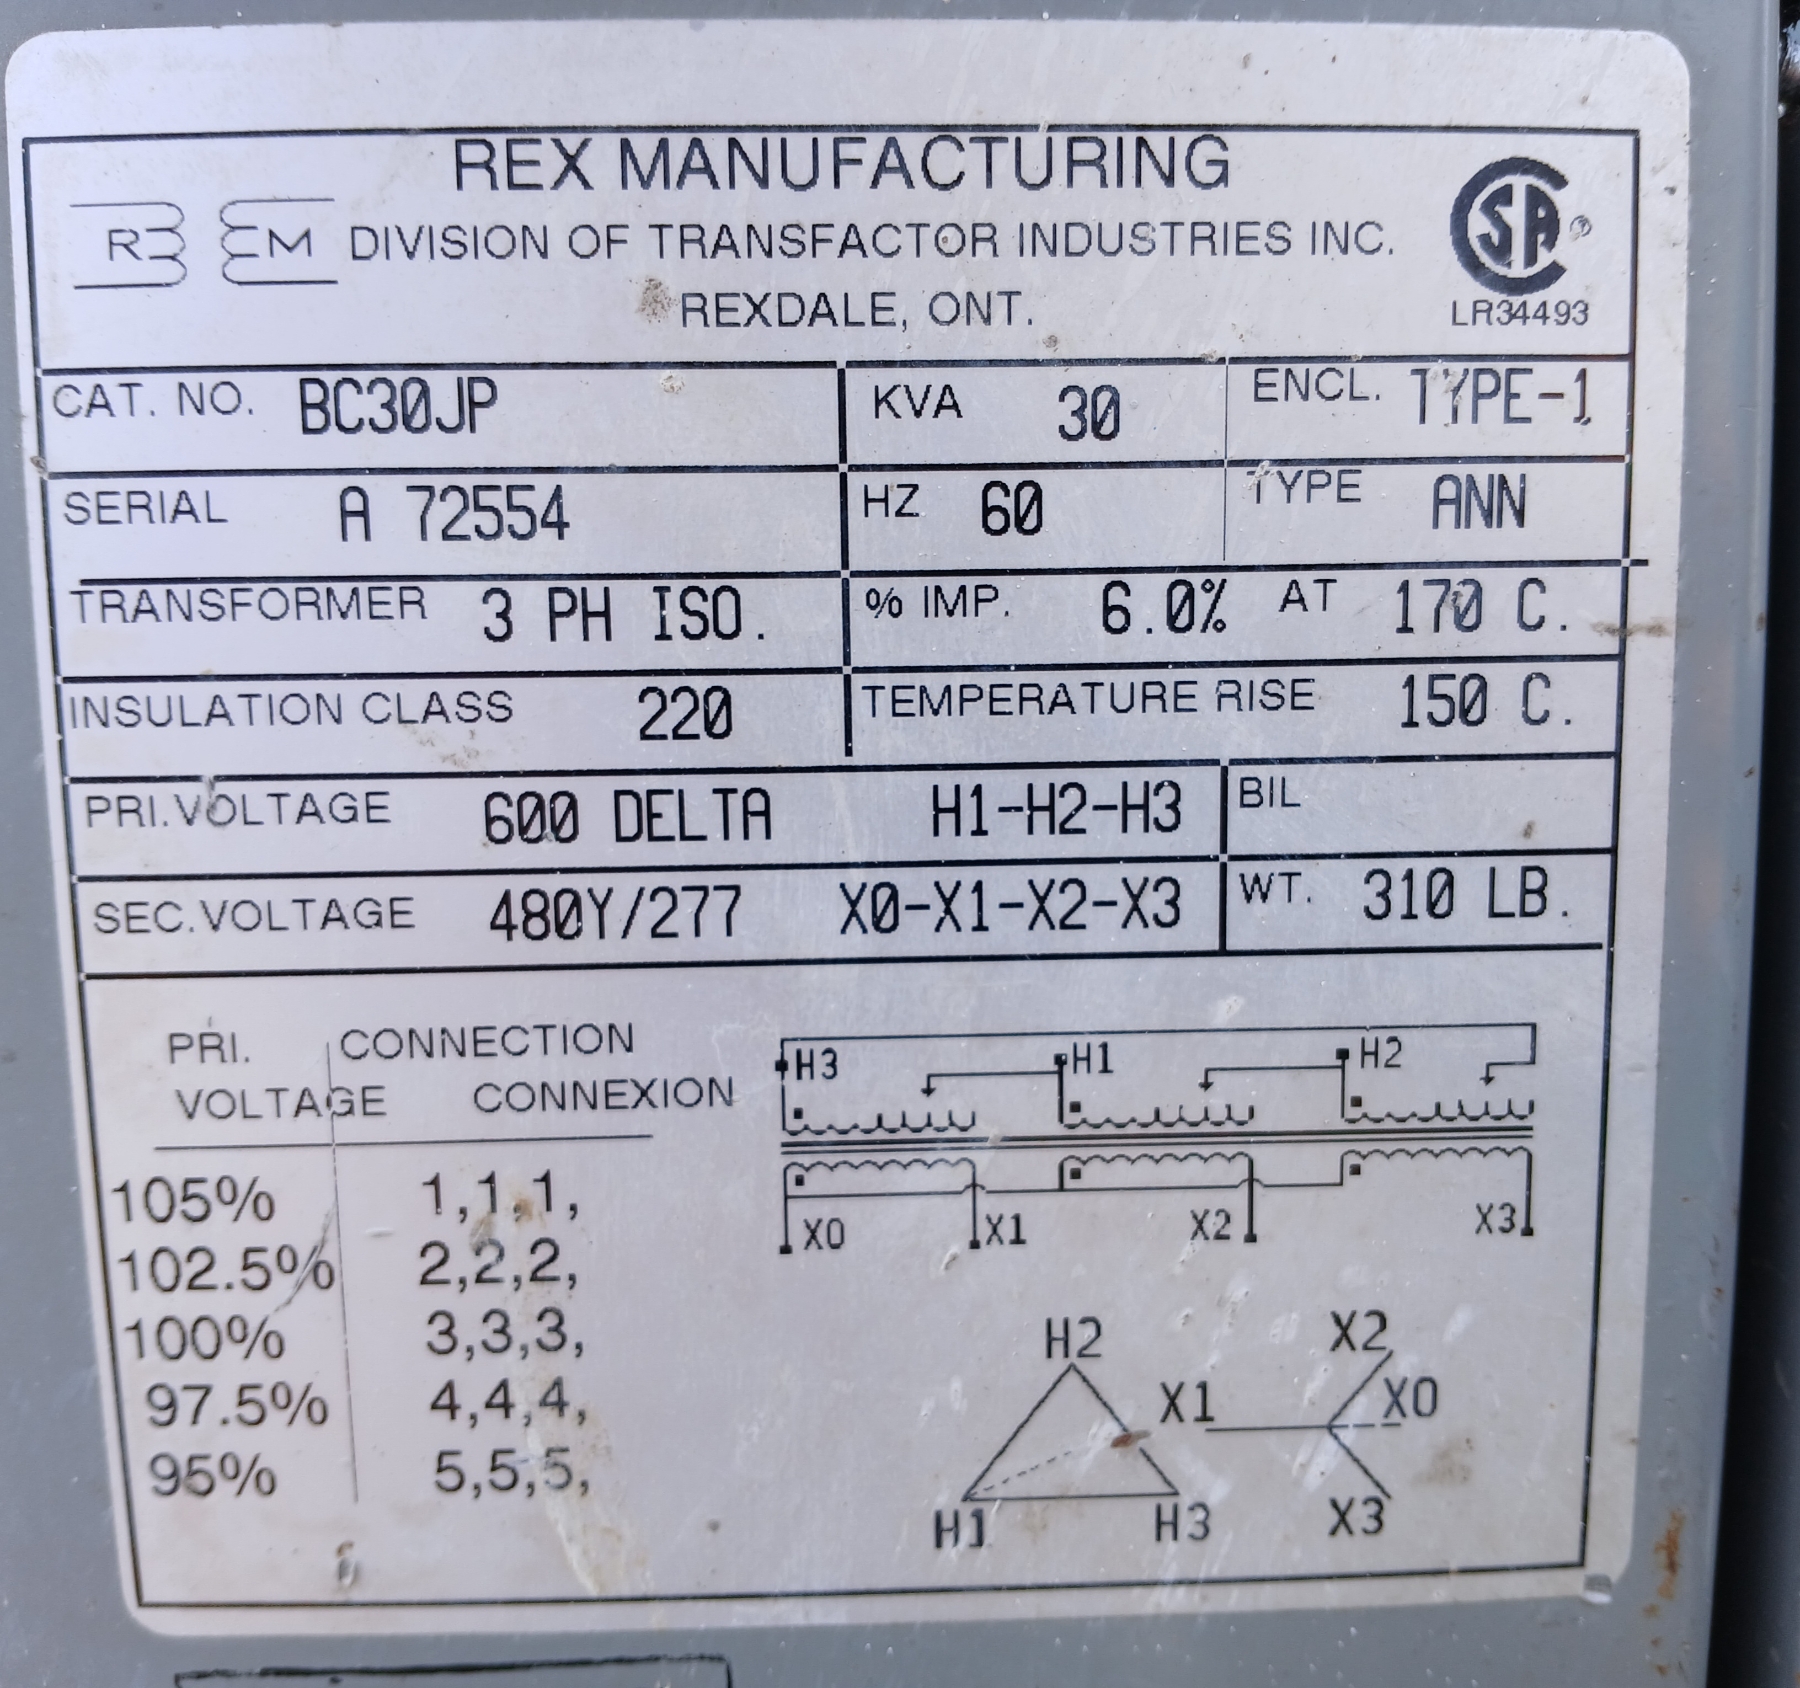 REX MANUFACTURING
R M DIVISION OF TRANSFACTOR INDUSTRIES INC.
REXDALE, ONT.
SA ®
LR34493
CAT. NO. BC30JP KVA 30 ENCL. TYPE-1
SERIAL A 72554 HZ 60 TYPE ANN
TRANSFORMER 3 PH ISO. % IMP. 6.0% AT 170 C.
INSULATION CLASS 220 TEMPERATURE RISE 150 C.
PRI.VOLTAGE 600 DELTA H1-H2-H3 BIL
SEC.VOLTAGE 480Y/277 X0-X1-X2-X3 WT. 310 LB.
PRI. CONNECTION
VOLTAGE CONNEXION
105% 1,1,1,
102.5% 2,2,2,
100% 3,3,3,
97.5% 4,4,4,
95% 5,5,5,
H3 H1 H2
X0 X1 X2 X3
H2 X2
X1 X0
H1 H3 X3